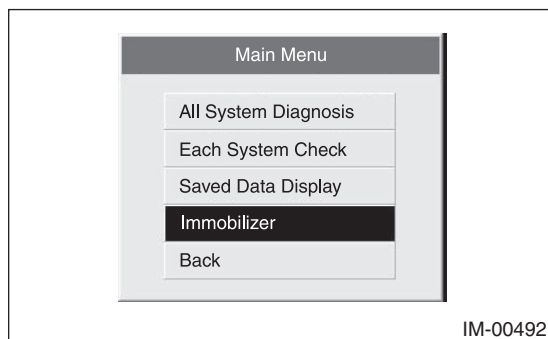 Main Menu
All System Diagnosis
Each System Check
Saved Data Display
Immobilizer
Back
IM-00492